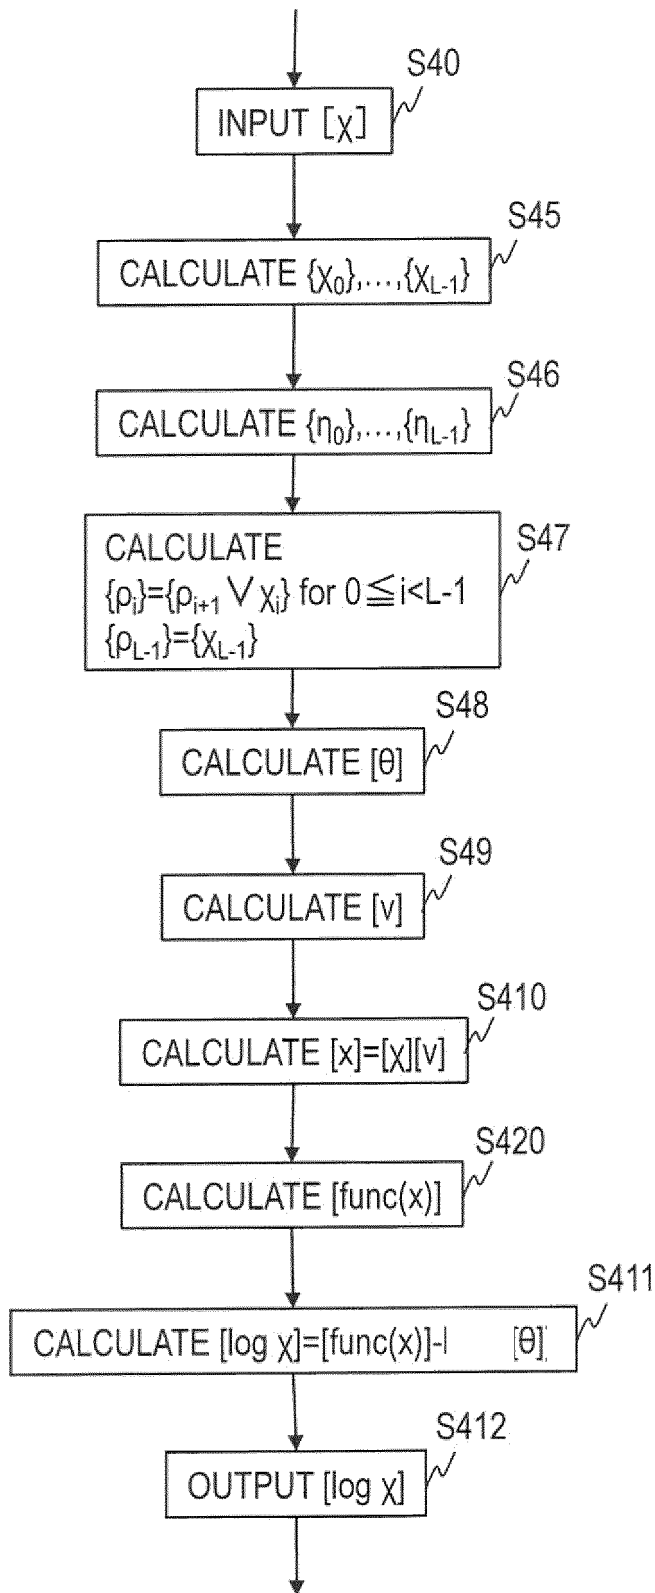 S40
INPUT [χ]
S45
CALCULATE {χ0},...,{χL-1}
S46
CALCULATE {η0},...,{ηL-1}
S47
CALCULATE
{ρi}={ρi+1 ∨ χi} for 0≦i<L-1
{ρL-1}={χL-1}
S48
CALCULATE [θ]
S49
CALCULATE [v]
S410
CALCULATE [x]=[χ][v]
S420
CALCULATE [func(x)]
S411
CALCULATE [log χ]=[func(x)]- [θ]
S412
OUTPUT [log χ]